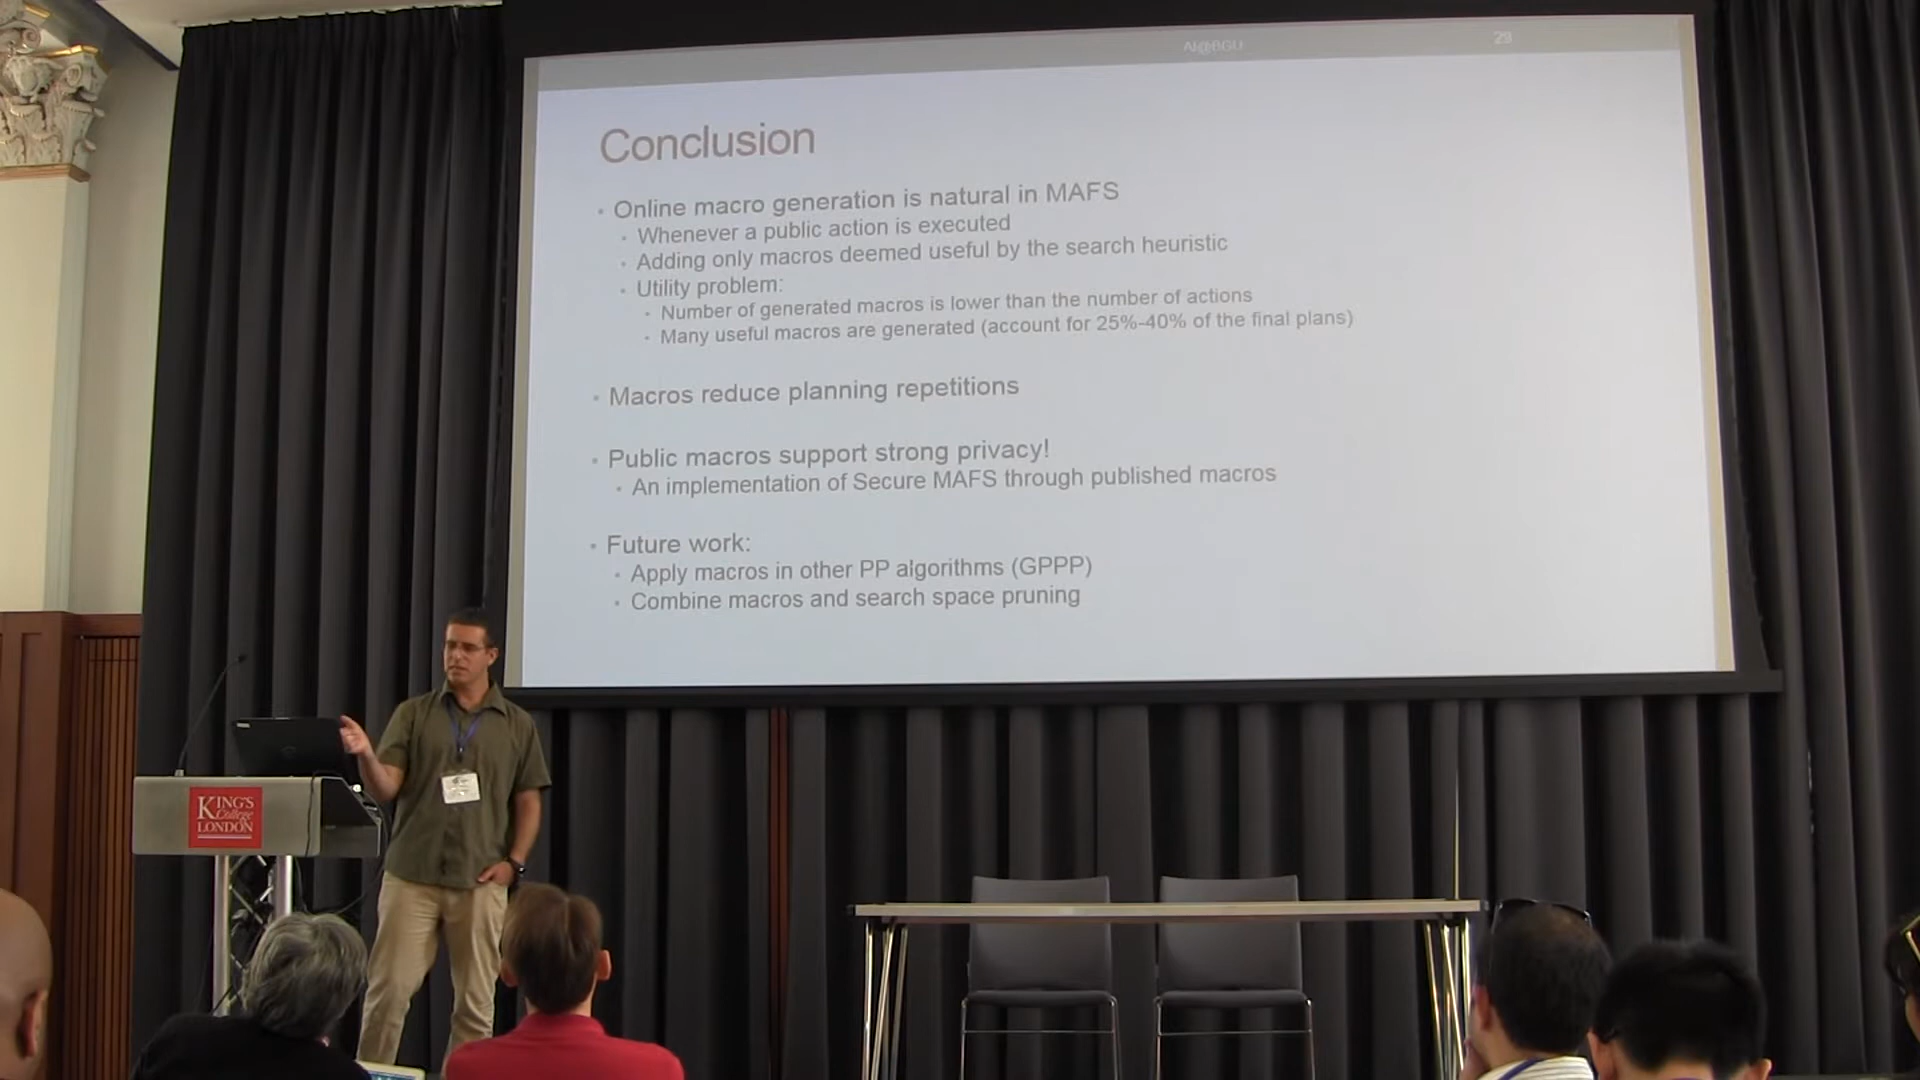 AI@BGU
29
Conclusion
• Online macro generation is natural in MAFS
• Whenever a public action is executed
• Adding only macros deemed useful by the search heuristic
• Utility problem:
• Number of generated macros is lower than the number of actions
• Many useful macros are generated (account for 25%-40% of the final plans)
• Macros reduce planning repetitions
• Public macros support strong privacy!
• An implementation of Secure MAFS through published macros
• Future work:
• Apply macros in other PP algorithms (GPPP)
• Combine macros and search space pruning
KING'S
College
LONDON